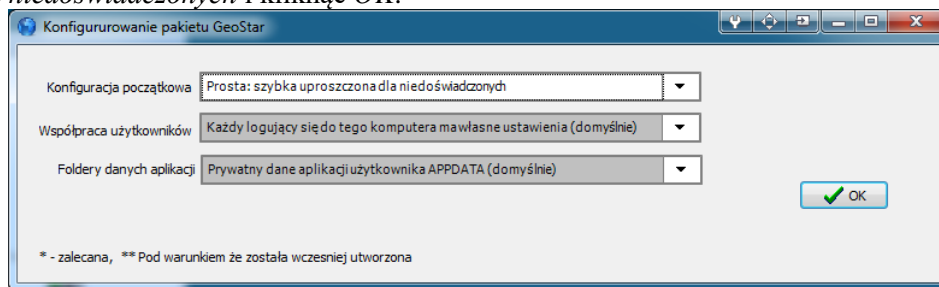 niedoświadczonych i kliknąć OK.
Konfigururowanie pakietu GeoStar
Konfiguracja początkowa Prosta: szybka uproszczona dla niedoświadczonych
Współpraca użytkowników Każdy logujący się do tego komputera ma własne ustawienia (domyślnie)
Foldery danych aplikacji Prywatny dane aplikacji użytkownika APPDATA (domyślnie)
OK
* - zalecana, ** Pod warunkiem że została wczesniej utworzona